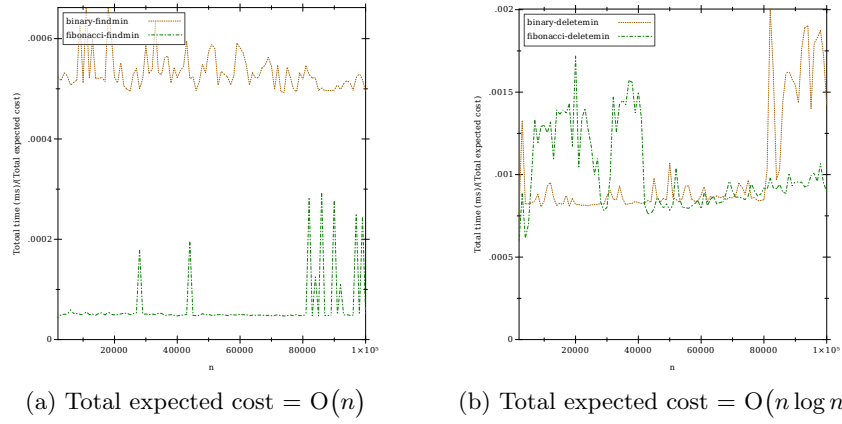 .0006
.0004
.0002
0
Totoal time (ms)/(Total expected cost)
binary-findmin
fibonacci-findmin
20000 40000 60000 80000 1×10⁵
n
(a) Total expected cost = O(n)
.002
.0015
.001
.0005
0
Total time (ms)/(Total expected cost)
binary-deletemin
fibonacci-deletemin
20000 40000 60000 80000 1×10⁵
n
(b) Total expected cost = O(n log n